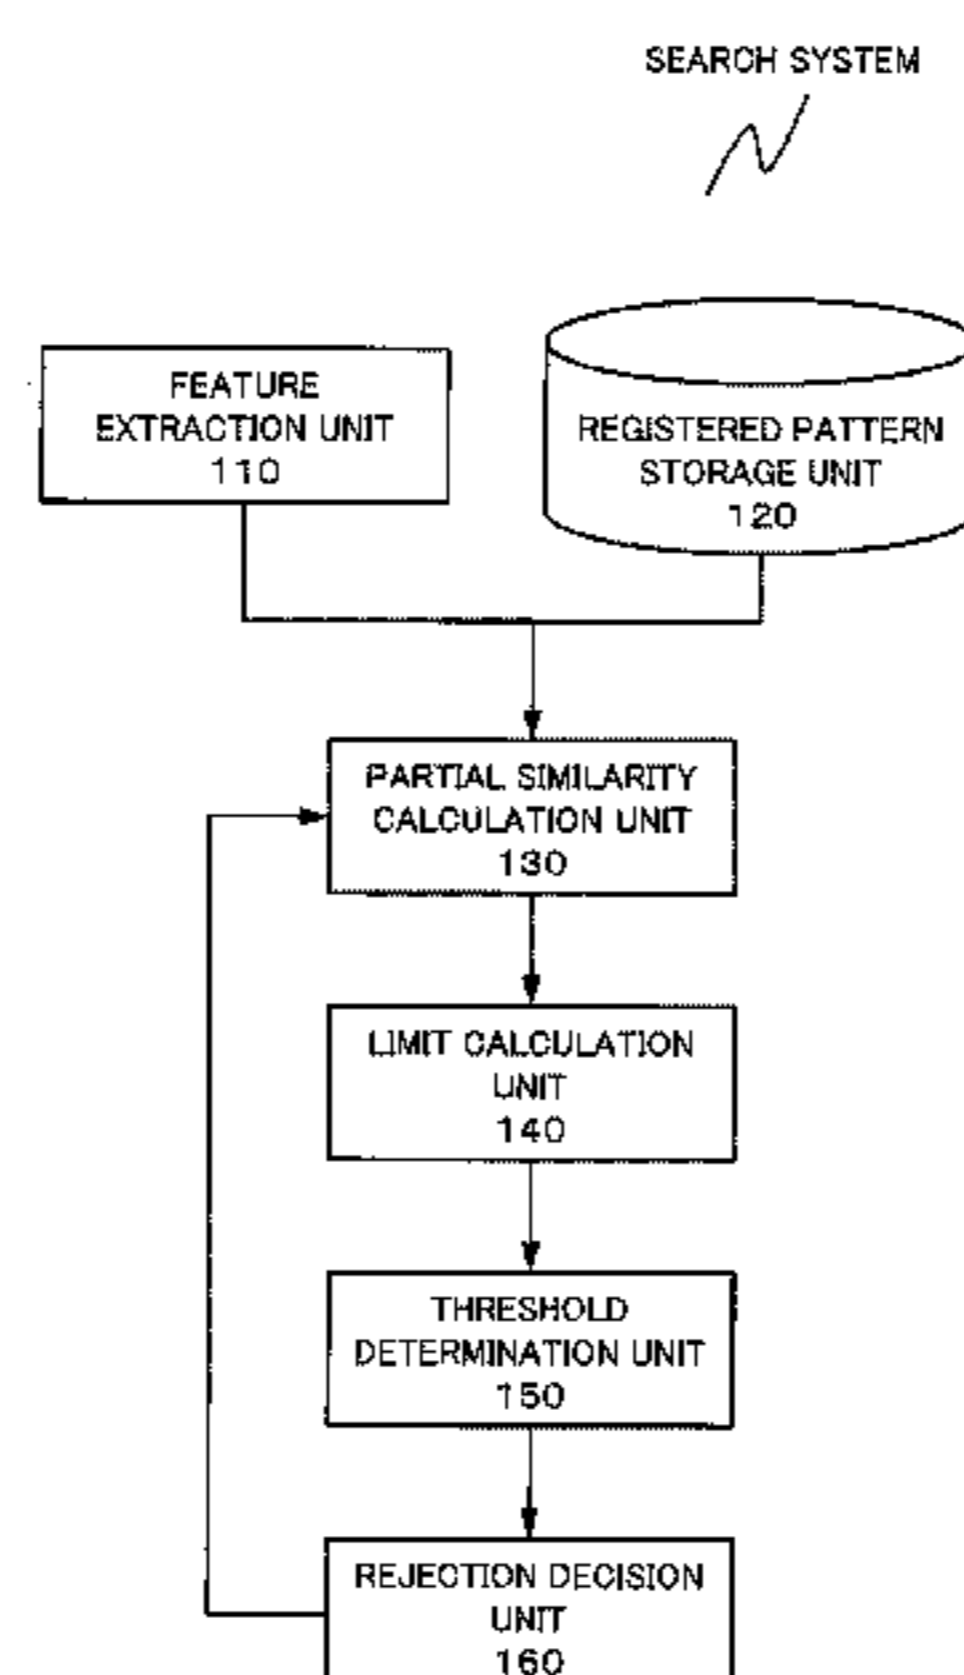 SEARCH SYSTEM
FEATURE
EXTRACTION UNIT
110
REGISTERED PATTERN
STORAGE UNIT
120
PARTIAL SIMILARITY
CALCULATION UNIT
130
LIMIT CALCULATION
UNIT
140
THRESHOLD
DETERMINATION UNIT
150
REJECTION DECISION
UNIT
160